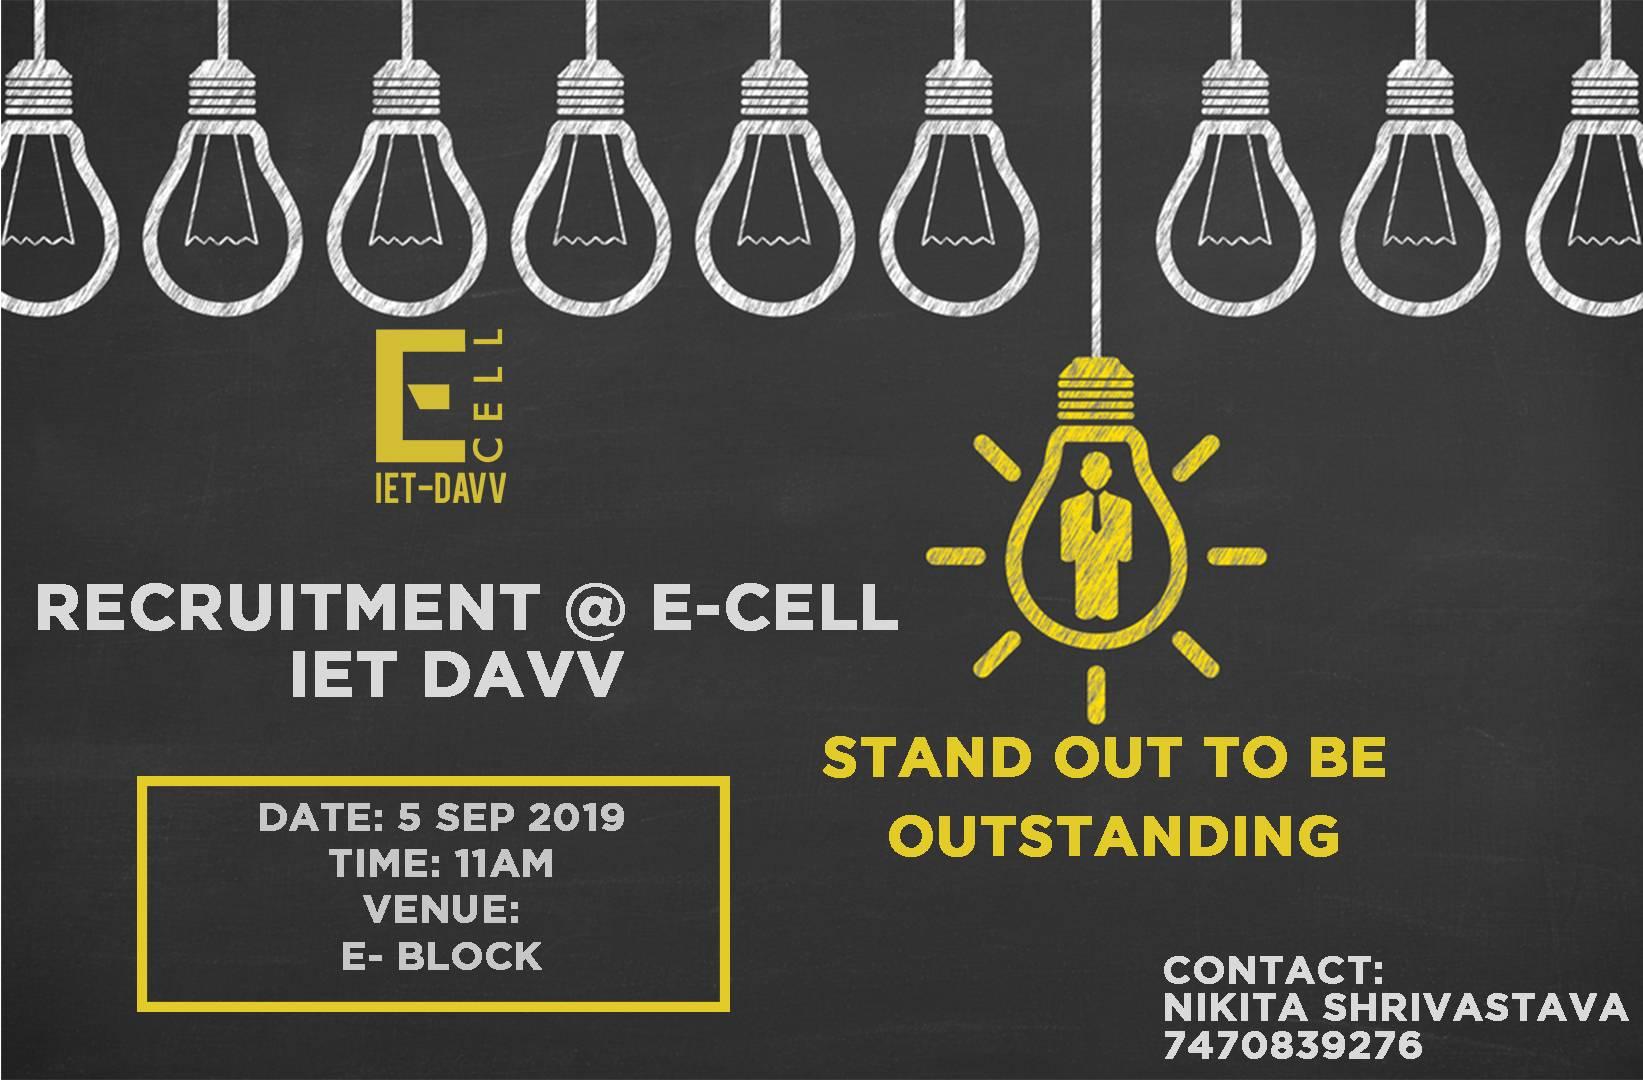 E CELL
IET-DAVV
RECRUITMENT @ E-CELL
IET DAVV
DATE: 5 SEP 2019
TIME: 11AM
VENUE:
E- BLOCK
STAND OUT TO BE
OUTSTANDING
CONTACT:
NIKITA SHRIVASTAVA
7470839276